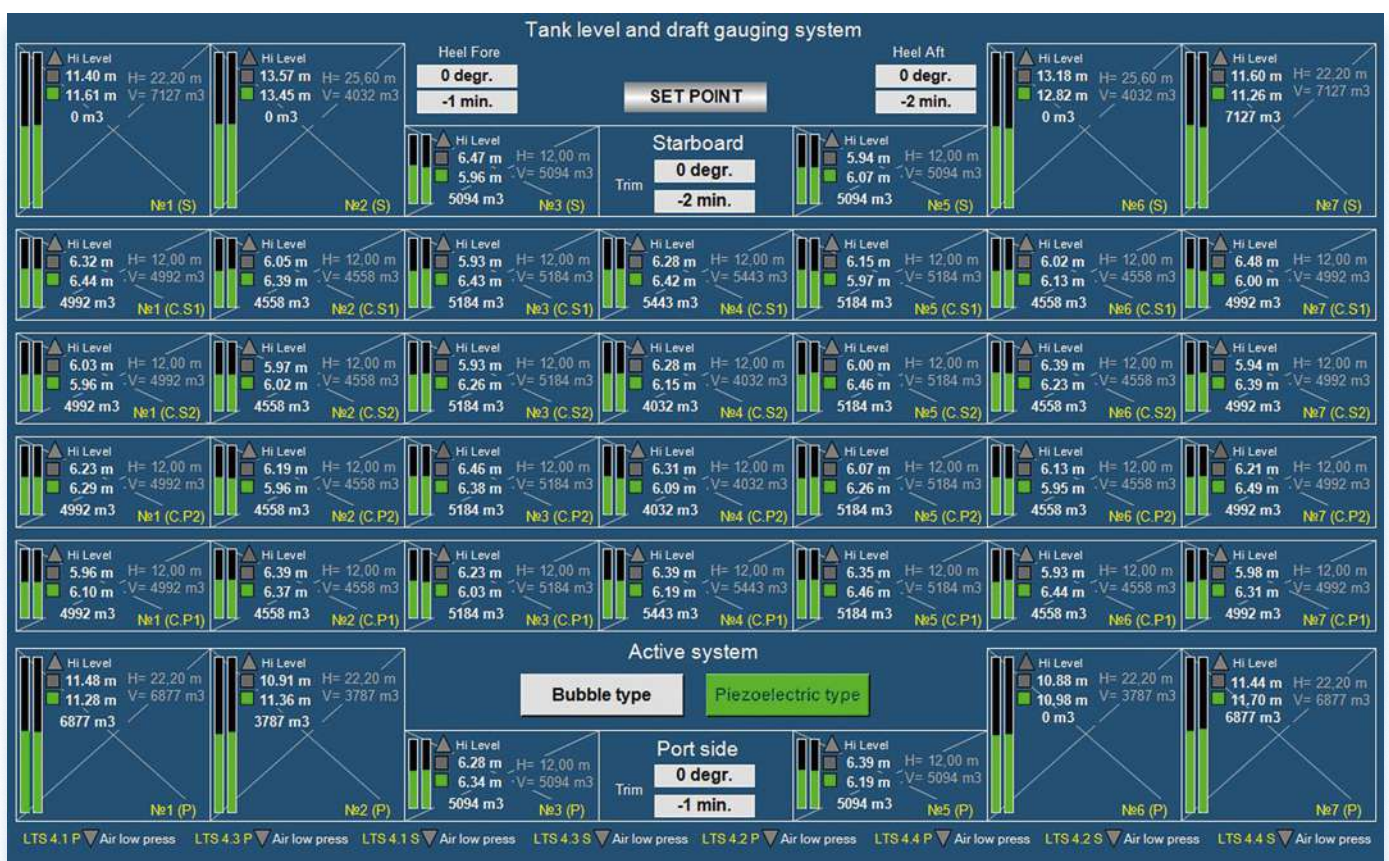 Tank level and draft gauging system
Hi Level
11.40 m H= 22,20 m
11.61 m V= 7127 m3
0 m3
№1 (S)
Hi Level
13.57 m H= 25,60 m
13.45 m V= 4032 m3
0 m3
№2 (S)
Heel Fore
0 degr.
-1 min.
SET POINT
Heel Aft
0 degr.
-2 min.
Hi Level
13.18 m H= 25,60 m
12.82 m V= 4032 m3
0 m3
№6 (S)
Hi Level
11.60 m H= 22,20 m
11.26 m V= 7127 m3
7127 m3
№7 (S)
Hi Level
6.47 m H= 12,00 m
5.96 m V= 5094 m3
5094 m3
№3 (S)
Starboard
Trim
0 degr.
-2 min.
Hi Level
5.94 m H= 12,00 m
6.07 m V= 5094 m3
5094 m3
№5 (S)
Hi Level
6.32 m H= 12,00 m
6.44 m V= 4992 m3
4992 m3
№1 (C.S1)
Hi Level
6.05 m H= 12,00 m
6.39 m V= 4558 m3
4558 m3
№2 (C.S1)
Hi Level
5.93 m H= 12,00 m
6.43 m V= 5184 m3
5184 m3
№3 (C.S1)
Hi Level
6.28 m H= 12,00 m
6.42 m V= 5443 m3
5443 m3
№4 (C.S1)
Hi Level
6.15 m H= 12,00 m
5.97 m V= 5184 m3
5184 m3
№5 (C.S1)
Hi Level
6.02 m H= 12,00 m
6.13 m V= 4558 m3
4558 m3
№6 (C.S1)
Hi Level
6.48 m H= 12,00 m
6.00 m V= 4992 m3
4992 m3
№7 (C.S1)
Hi Level
6.03 m H= 12,00 m
5.96 m V= 4992 m3
4992 m3
№1 (C.S2)
Hi Level
5.97 m H= 12,00 m
6.02 m V= 4558 m3
4558 m3
№2 (C.S2)
Hi Level
5.93 m H= 12,00 m
6.26 m V= 5184 m3
5184 m3
№3 (C.S2)
Hi Level
6.28 m H= 12,00 m
6.15 m V= 4032 m3
4032 m3
№4 (C.S2)
Hi Level
6.00 m H= 12,00 m
6.46 m V= 5184 m3
5184 m3
№5 (C.S2)
Hi Level
6.39 m H= 12,00 m
6.23 m V= 4558 m3
4558 m3
№6 (C.S2)
Hi Level
5.94 m H= 12,00 m
6.39 m V= 4992 m3
4992 m3
№7 (C.S2)
Hi Level
6.23 m H= 12,00 m
6.29 m V= 4992 m3
4992 m3
№1 (C.P2)
Hi Level
6.19 m H= 12,00 m
5.96 m V= 4558 m3
4558 m3
№2 (C.P2)
Hi Level
6.46 m H= 12,00 m
6.38 m V= 5184 m3
5184 m3
№3 (C.P2)
Hi Level
6.31 m H= 12,00 m
6.09 m V= 4032 m3
4032 m3
№4 (C.P2)
Hi Level
6.07 m H= 12,00 m
6.26 m V= 5184 m3
5184 m3
№5 (C.P2)
Hi Level
6.13 m H= 12,00 m
5.95 m V= 4558 m3
4558 m3
№6 (C.P2)
Hi Level
6.21 m H= 12,00 m
6.49 m V= 4992 m3
4992 m3
№7 (C.P2)
Hi Level
5.96 m H= 12,00 m
6.10 m V= 4992 m3
4992 m3
№1 (C.P1)
Hi Level
6.39 m H= 12,00 m
6.37 m V= 4558 m3
4558 m3
№2 (C.P1)
Hi Level
6.23 m H= 12,00 m
6.03 m V= 5184 m3
5184 m3
№3 (C.P1)
Hi Level
6.39 m H= 12,00 m
6.19 m V= 5443 m3
5443 m3
№4 (C.P1)
Hi Level
6.35 m H= 12,00 m
6.46 m V= 5184 m3
5184 m3
№5 (C.P1)
Hi Level
5.93 m H= 12,00 m
6.44 m V= 4558 m3
4558 m3
№6 (C.P1)
Hi Level
5.98 m H= 12,00 m
6.31 m V= 4992 m3
4992 m3
№7 (C.P1)
Hi Level
11.48 m H= 22,20 m
11.28 m V= 6877 m3
6877 m3
№1 (P)
Hi Level
10.91 m H= 22,20 m
11.36 m V= 3787 m3
3787 m3
№2 (P)
Active system
Bubble type
Piezoelectric type
Hi Level
10.88 m H= 22,20 m
10,98 m V= 3787 m3
0 m3
№6 (P)
Hi Level
11.44 m H= 22,20 m
11,70 m V= 6877 m3
6877 m3
№7 (P)
Hi Level
6.28 m H= 12,00 m
6.34 m V= 5094 m3
5094 m3
№3 (P)
Port side
Trim
0 degr.
-1 min.
Hi Level
6.39 m H= 12,00 m
6.19 m V= 5094 m3
5094 m3
№5 (P)
LTS 4.1 P Air low press LTS 4.3 P Air low press LTS 4.1 S Air low press LTS 4.3 S Air low press LTS 4.2 P Air low press LTS 4.4 P Air low press LTS 4.2 S Air low press LTS 4.4 S Air low press